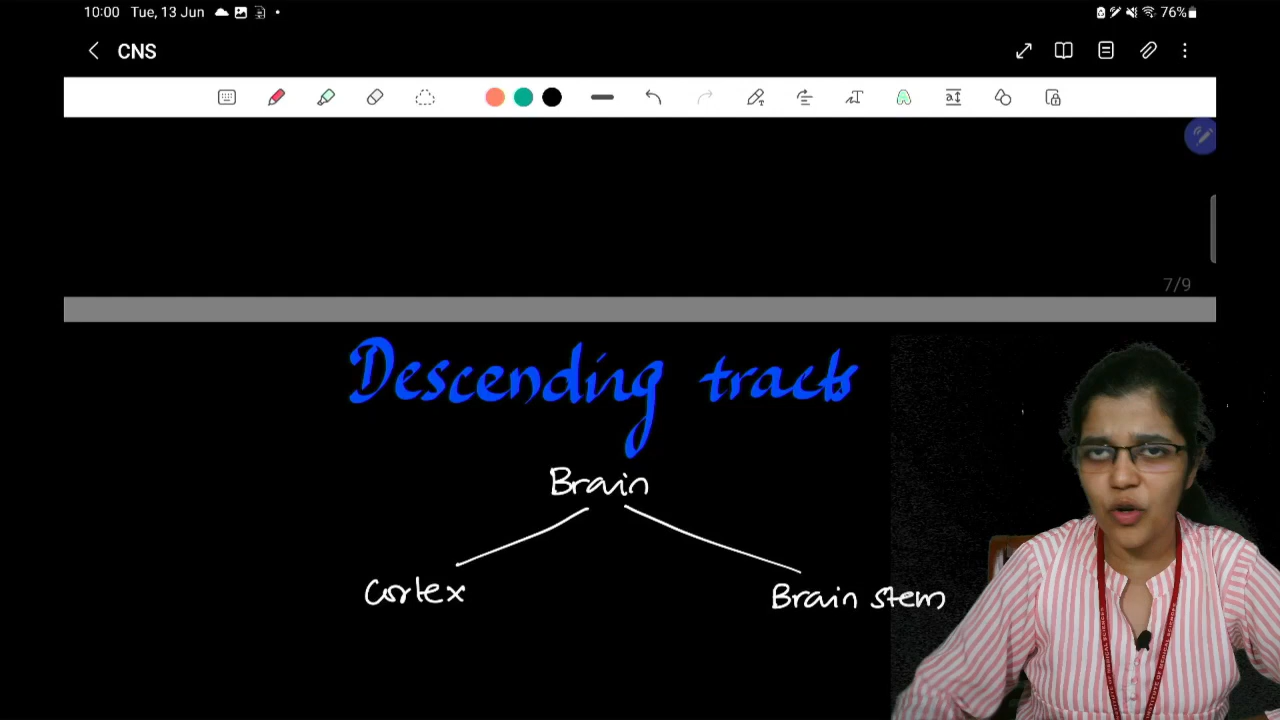 10:00 Tue, 13 Jun
76%
CNS
7/9
Descending tracts
Brain
Cortex
Brain stem